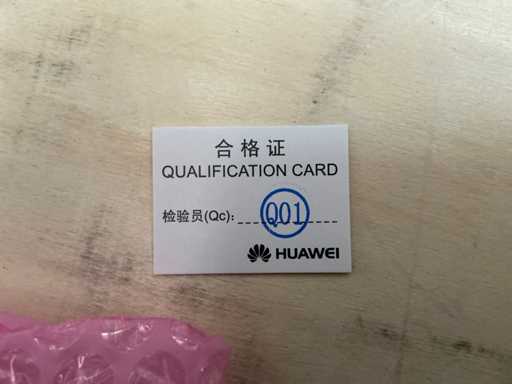 合格证
QUALIFICATION CARD
检验员(Qc): Q01
HUAWEI